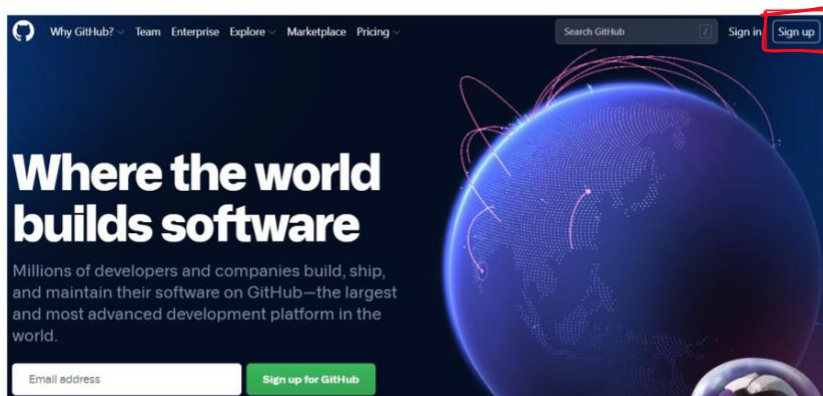 Why GitHub? Team Enterprise Explore Marketplace Pricing Search GitHub / Sign in Sign up
Where the world
builds software
Millions of developers and companies build, ship,
and maintain their software on GitHub—the largest
and most advanced development platform in the
world.
Email address Sign up for GitHub